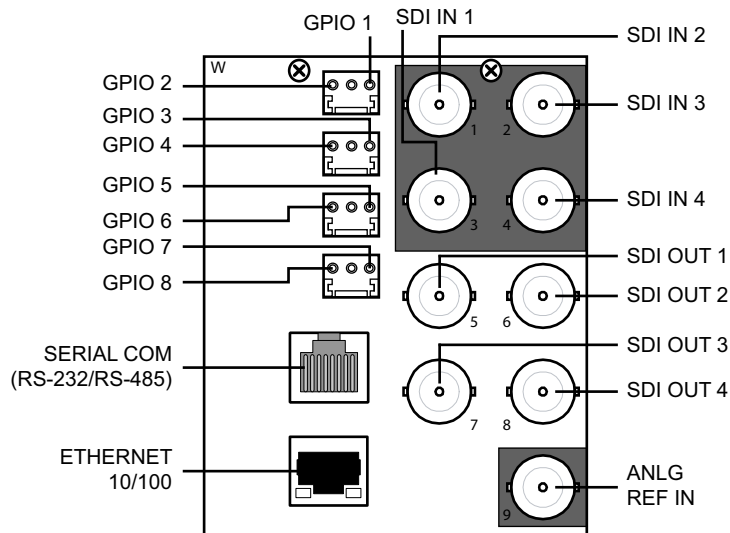 GPIO 1
SDI IN 1
SDI IN 2
W
GPIO 2
GPIO 3
GPIO 4
GPIO 5
GPIO 6
GPIO 7
GPIO 8
SERIAL COM
(RS-232/RS-485)
ETHERNET
10/100
1
2
3
4
5
6
7
8
9
SDI IN 3
SDI IN 4
SDI OUT 1
SDI OUT 2
SDI OUT 3
SDI OUT 4
ANLG
REF IN